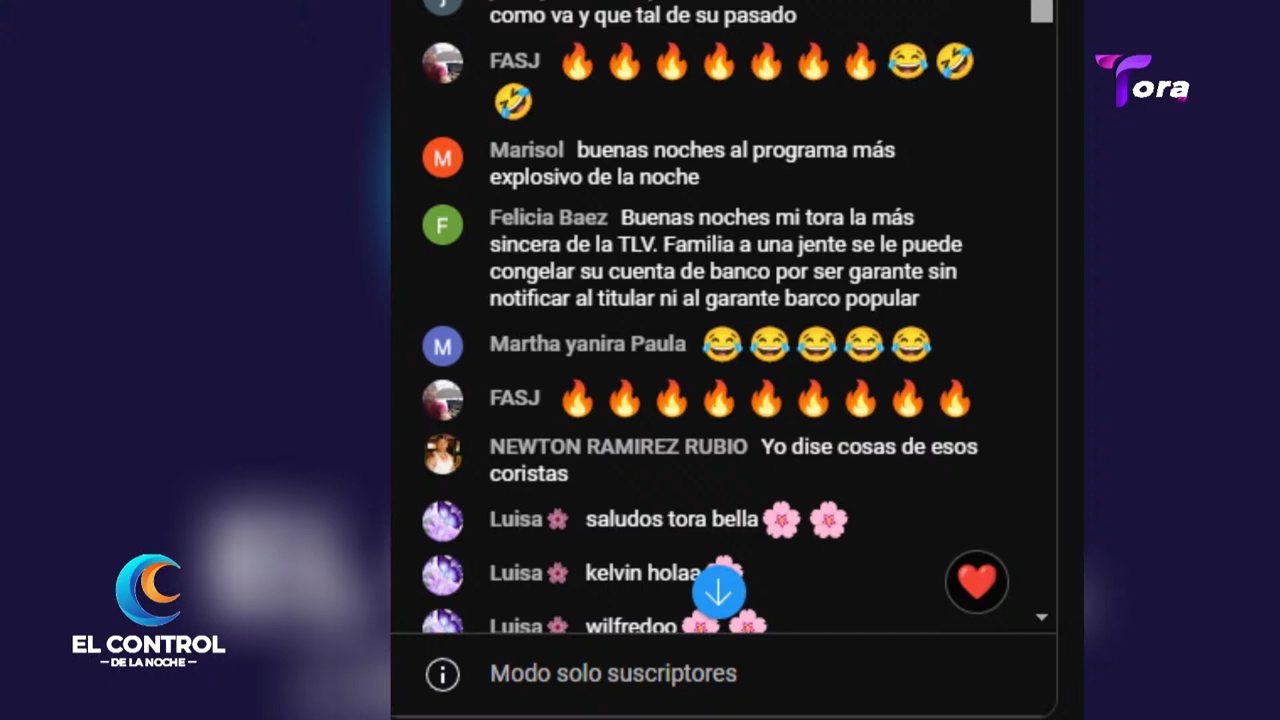 como va y que tal de su pasado
FASJ 🔥🔥🔥🔥🔥🔥🔥😂🤣
🤣
Marisol buenas noches al programa más
explosivo de la noche
Felicia Baez Buenas noches mi tora la más
sincera de la TLV. Familia a una jente se le puede
congelar su cuenta de banco por ser garante sin
notificar al titular ni al garante barco popular
Martha yanira Paula 😂😂😂😂😂
FASJ 🔥🔥🔥🔥🔥🔥🔥🔥🔥
NEWTON RAMIREZ RUBIO Yo dise cosas de esos
coristas
Luisa🌸 saludos tora bella🌸🌸
Luisa🌸 kelvin holaa🌸
Luisa🌸 wilfredoo🌸🌸
Modo solo suscriptores
Tora
EL CONTROL
DE LA NOCHE
M
F
M